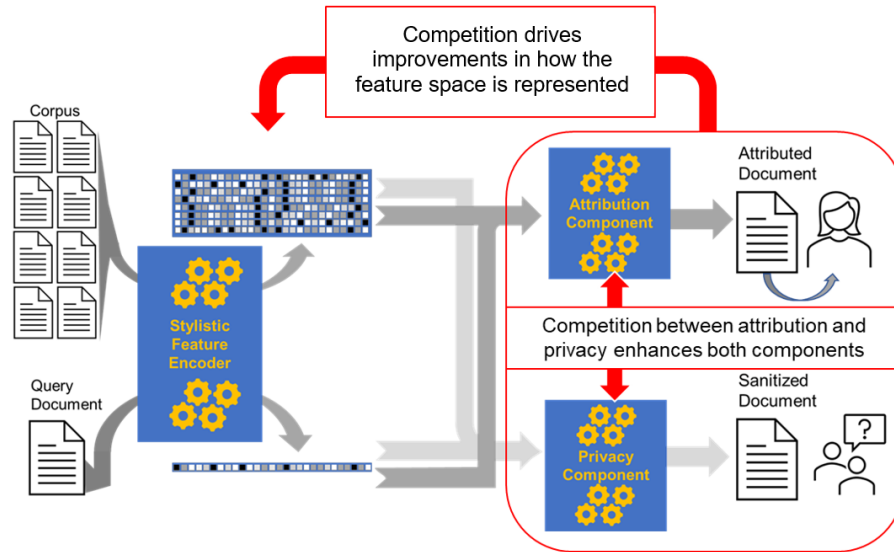 Competition drives
improvements in how the
feature space is represented
Corpus
Stylistic
Feature
Encoder
Query
Document
Attribution
Component
Attributed
Document
Competition between attribution and
privacy enhances both components
Privacy
Component
Sanitized
Document
?